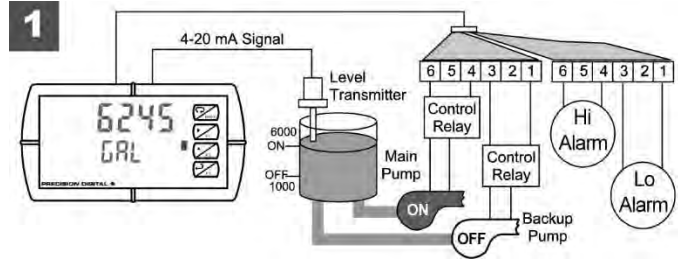 1
4-20 mA Signal
6245
GAL
PRECISION DIGITAL
Level
Transmitter
6000
ON
OFF
1000
Main
Pump
ON
OFF
Backup
Pump
6 5 4 3 2 1
Control
Relay
Control
Relay
6 5 4 3 2 1
Hi
Alarm
Lo
Alarm